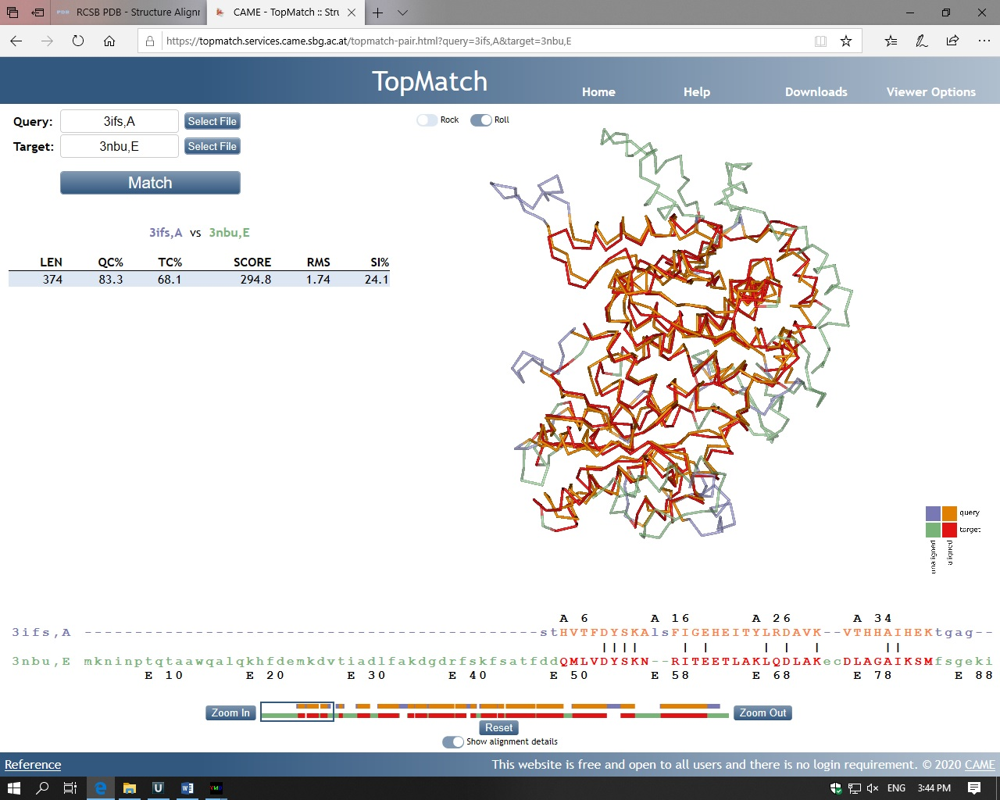 RCSB PDB - Structure Alignr
CAME - TopMatch :: Stru
https://topmatch.services.came.sbg.ac.at/topmatch-pair.html?query=3ifs,A&target=3nbu,E
TopMatch
Home Help Downloads Viewer Options
Query: 3ifs,A Select File
Target: 3nbu,E Select File
Match
Rock Roll
3ifs,A vs 3nbu,E
LEN QC% TC% SCORE RMS SI%
374 83.3 68.1 294.8 1.74 24.1
query
target
unaligned
aligned
A 6 A 16 A 26 A 34
3ifs,A ---------------------------------------------stHVTFDYSKAlsFIGEHEITYLRDAVK--VTHHAIHEKtgag--
3nbu,E mkninptqtaawqalqkhfdemkdvtiadlfakdgdrfskfsatfddQMLVDYSKN--RITEETLAKLQDLAKecDLAGAIKSMfsgeki
E 10 E 20 E 30 E 40 E 50 E 58 E 68 E 78 E 88
Zoom In Zoom Out
Reset
Show alignment details
Reference This website is free and open to all users and there is no login requirement. © 2020 CAME
ENG 3:44 PM